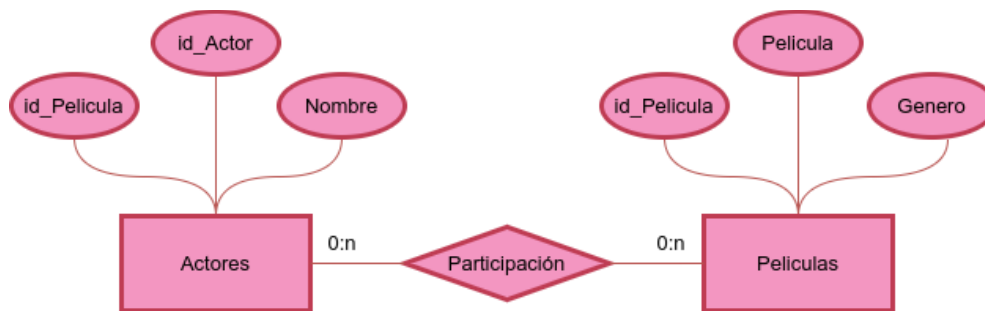 id_Actor
Pelicula
id_Pelicula
Nombre
id_Pelicula
Genero
0:n
0:n
Actores
Participación
Peliculas